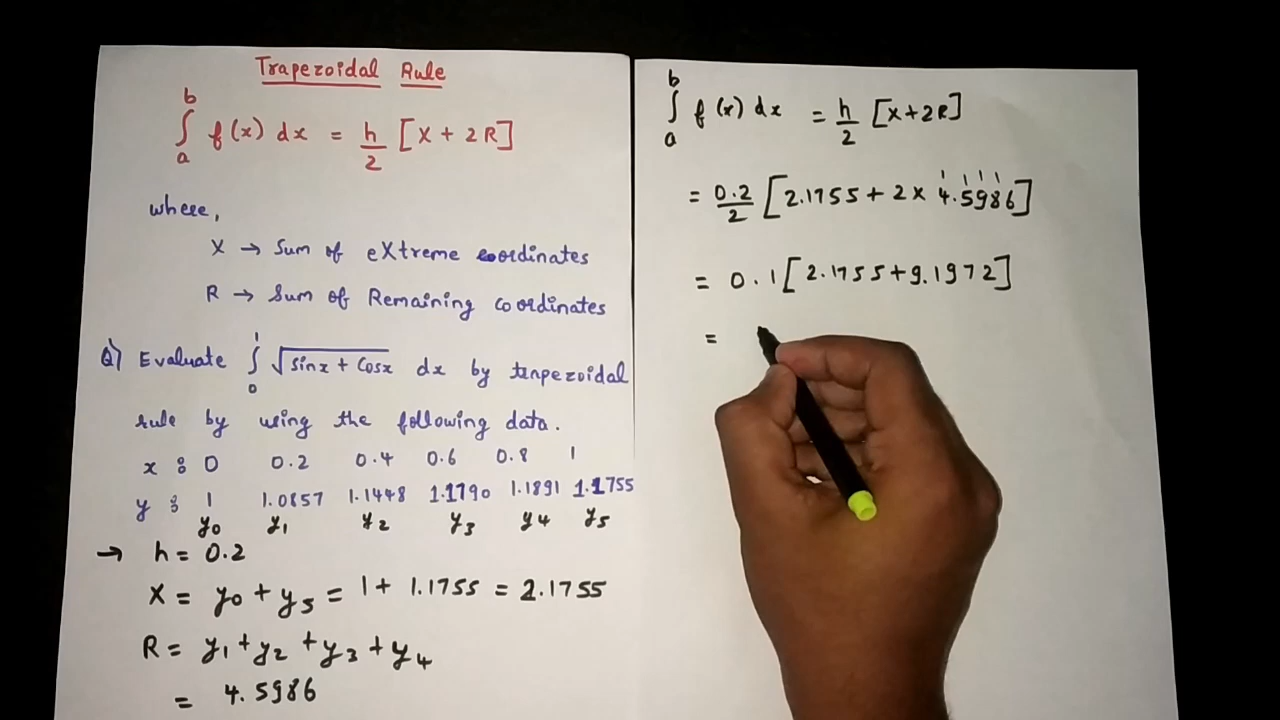 Trapezoidal Rule
b
∫ f(x) dx = h/2 [X + 2R]
a
where,
X → Sum of eXtreme coordinates
R → Sum of Remaining coordinates
Q) Evaluate ∫₀¹ √sinx + cosx dx by trapezoidal
rule by using the following data.
x : 0 0.2 0.4 0.6 0.8 1
y : 1 1.0857 1.1448 1.1790 1.1891 1.1755
y0 y1 y2 y3 y4 y5
→ h = 0.2
X = y0 + y5 = 1 + 1.1755 = 2.1755
R = y1 + y2 + y3 + y4
= 4.5986
b
∫ f(x) dx = h/2 [X+2R]
a
1 1 1 1
= 0.2/2 [2.1755 + 2 × 4.5986]
= 0.1 [2.1755+9.1972]
=